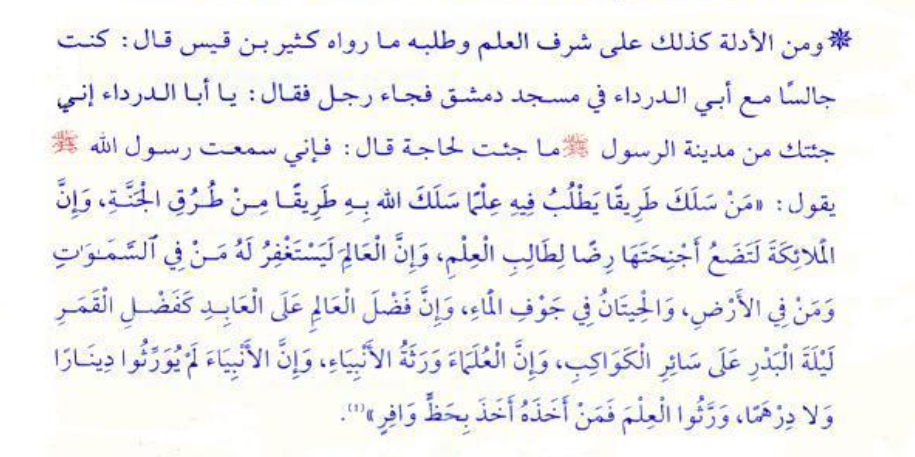 ❋ ومن الأدلة كذلك على شرف العلم وطلبه ما رواه كثير بن قيس قال: كنت
جالسًا مع أبي الدرداء في مسجد دمشق فجاء رجل فقال: يا أبا الدرداء إني
جئتك من مدينة الرسول ﷺ ما جئت لحاجة قال: فإني سمعت رسول الله ﷺ
يقول: «مَنْ سَلَكَ طَرِيقًا يَطْلُبُ فِيهِ عِلْمًا سَلَكَ الله بِهِ طَرِيقًا مِنْ طُرُقِ الْجَنَّةِ، وَإِنَّ
الْمَلائِكَةَ لَتَضَعُ أَجْنِحَتَهَا رِضًا لِطَالِبِ الْعِلْمِ، وَإِنَّ الْعَالِمَ لَيَسْتَغْفِرُ لَهُ مَنْ فِي ٱلسَّمَـٰوَٰتِ
وَمَنْ فِي الأَرْضِ، وَالْحِيتَانُ فِي جَوْفِ الْمَاءِ، وَإِنَّ فَضْلَ الْعَالِمِ عَلَى الْعَابِدِ كَفَضْلِ الْقَمَرِ
لَيْلَةَ الْبَدْرِ عَلَى سَائِرِ الْكَوَاكِبِ، وَإِنَّ الْعُلَمَاءَ وَرَثَةُ الأَنْبِيَاءِ، وَإِنَّ الأَنْبِيَاءَ لَمْ يُوَرِّثُوا دِينَارًا
وَلا دِرْهَمًا، وَرَّثُوا الْعِلْمَ فَمَنْ أَخَذَهُ أَخَذَ بِحَظٍّ وَافِرٍ»(١).